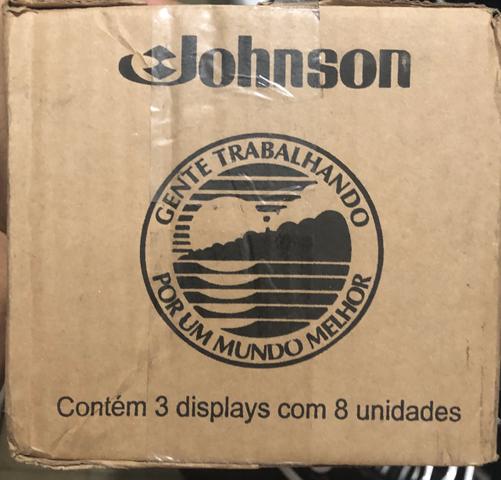 Johnson
GENTE TRABALHANDO
POR UM MUNDO MELHOR
Contém 3 displays com 8 unidades